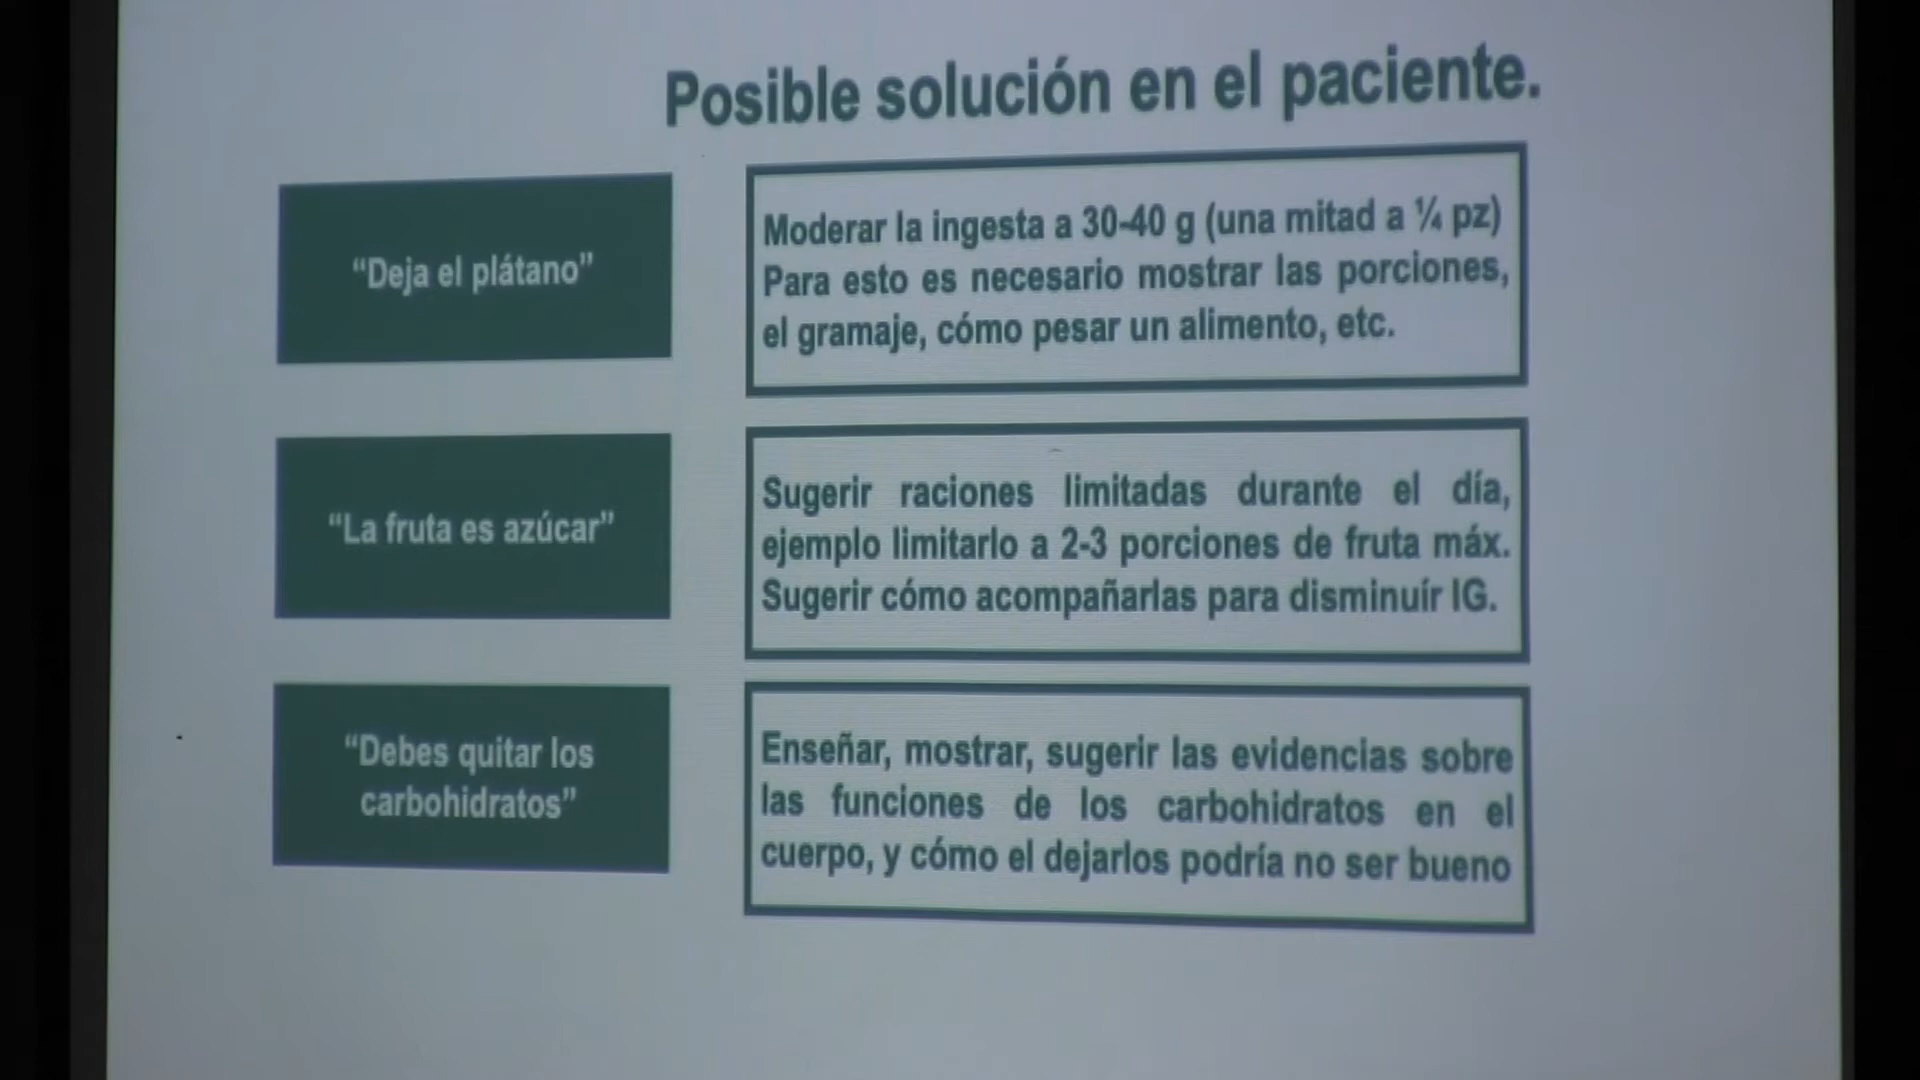 Posible solución en el paciente.
“Deja el plátano”
Moderar la ingesta a 30-40 g (una mitad a ¼ pz)
Para esto es necesario mostrar las porciones,
el gramaje, cómo pesar un alimento, etc.
“La fruta es azúcar”
Sugerir raciones limitadas durante el día,
ejemplo limitarlo a 2-3 porciones de fruta máx.
Sugerir cómo acompañarlas para disminuír IG.
“Debes quitar los
carbohidratos”
Enseñar, mostrar, sugerir las evidencias sobre
las funciones de los carbohidratos en el
cuerpo, y cómo el dejarlos podría no ser bueno